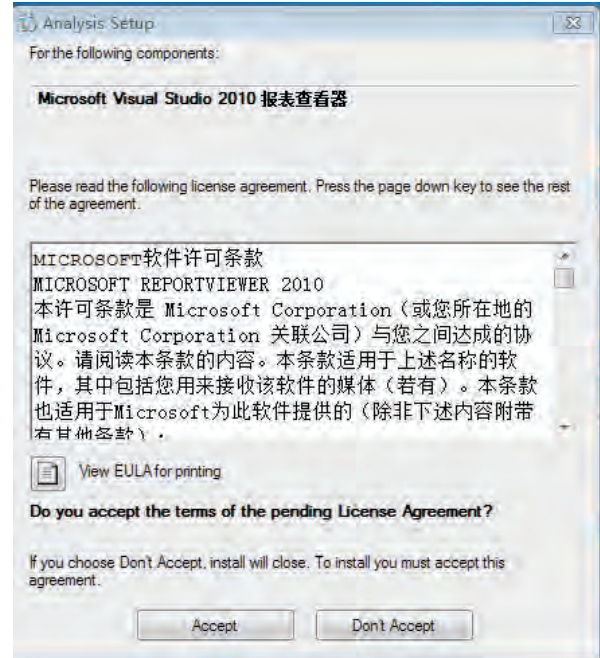 Analysis Setup
For the following components:
Microsoft Visual Studio 2010 报表查看器
Please read the following license agreement. Press the page down key to see the rest
of the agreement.
MICROSOFT软件许可条款
MICROSOFT REPORTVIEWER 2010
本许可条款是 Microsoft Corporation（或您所在地的
Microsoft Corporation 关联公司）与您之间达成的协
议。请阅读本条款的内容。本条款适用于上述名称的软
件，其中包括您用来接收该软件的媒体（若有）。本条款
也适用于Microsoft为此软件提供的（除非下述内容附带
有其他条款）：
View EULA for printing
Do you accept the terms of the pending License Agreement?
If you choose Don't Accept, install will close. To install you must accept this
agreement.
Accept
Don't Accept